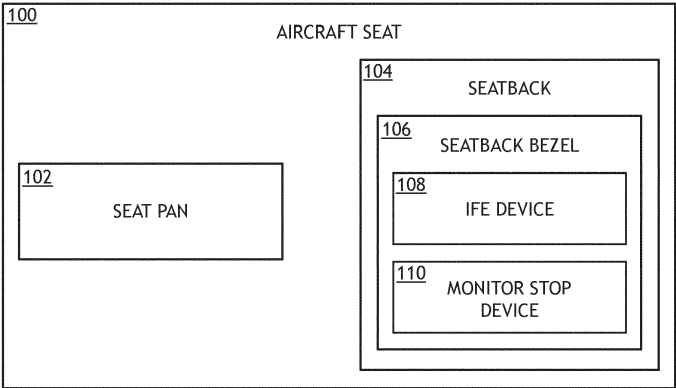 100
AIRCRAFT SEAT
104
SEATBACK
106
SEATBACK BEZEL
102
SEAT PAN
108
IFE DEVICE
110
MONITOR STOP
DEVICE